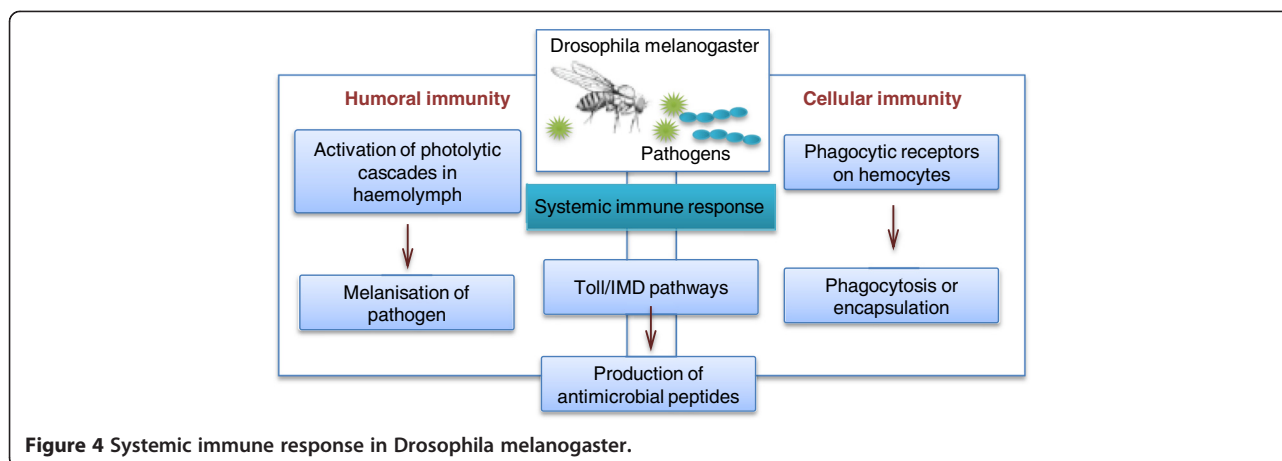 Drosophila melanogaster
Pathogens
Humoral immunity
Activation of photolytic
cascades in
haemolymph
Melanisation of
pathogen
Systemic immune response
Toll/IMD pathways
Production of
antimicrobial peptides
Cellular immunity
Phagocytic receptors
on hemocytes
Phagocytosis or
encapsulation
Figure 4 Systemic immune response in Drosophila melanogaster.